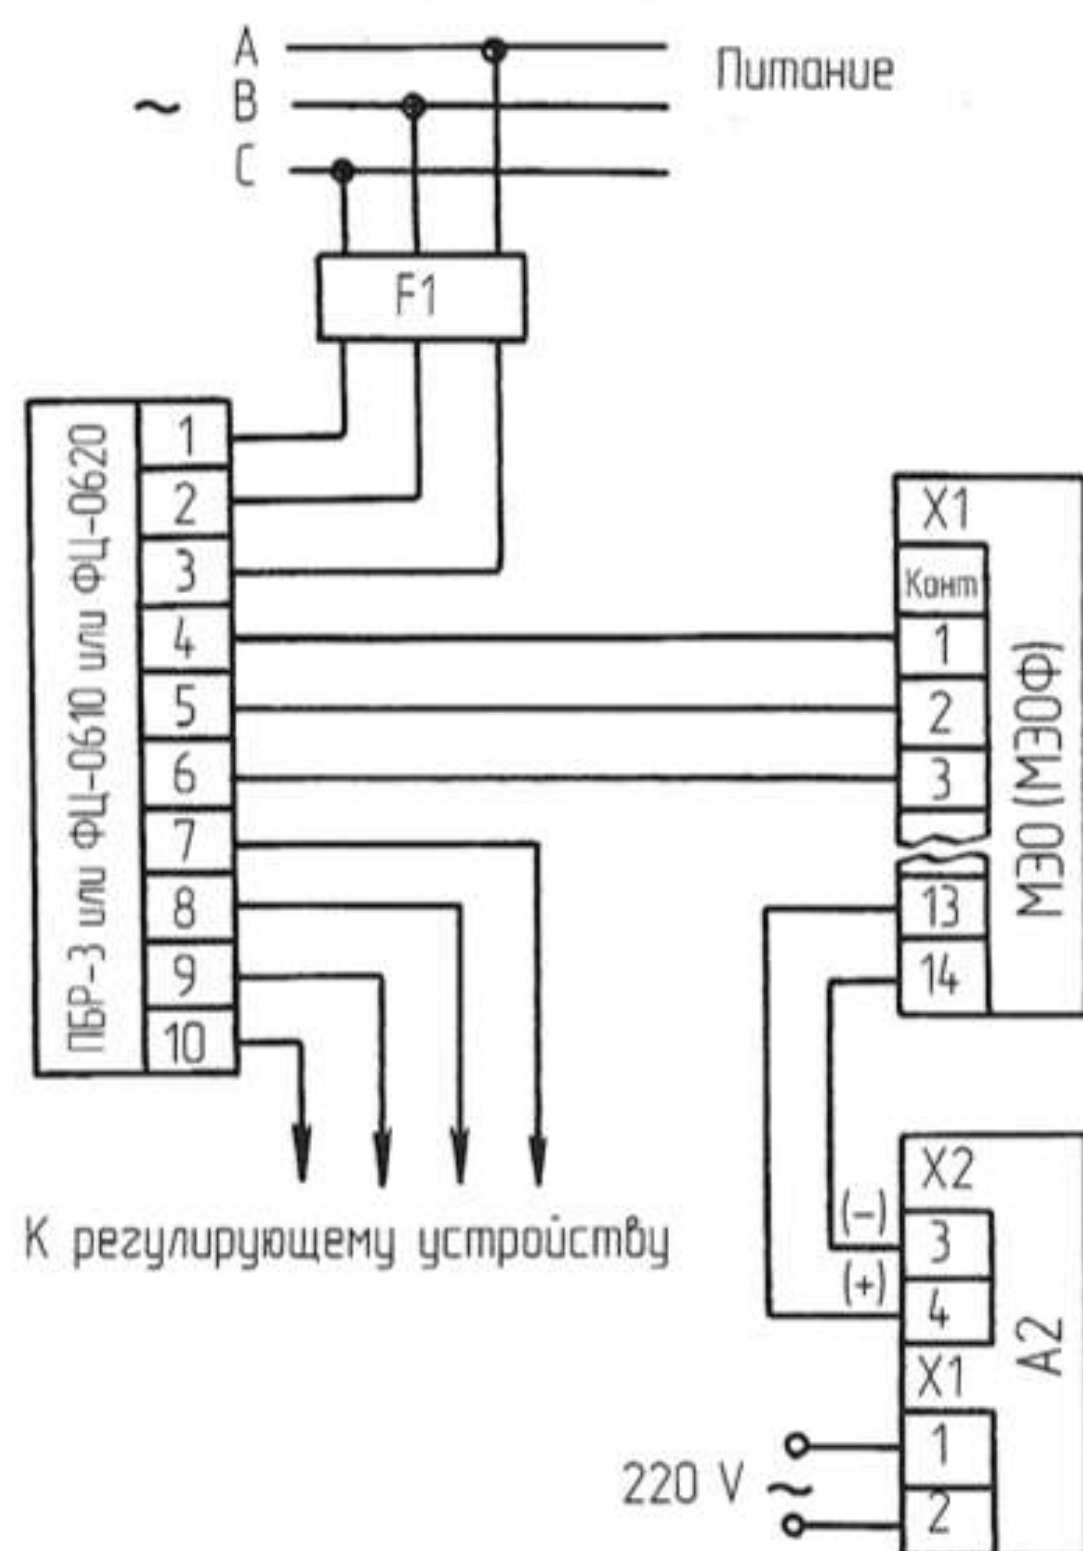 A
Питание
~ B
C
F1
ПБР-3 или ФЦ-0610 или ФЦ-0620
1
2
3
4
5
6
7
8
9
10
X1
Конт
1
2
3
13
14
МЭО (МЭОФ)
К регулирующему устройству
X2
(-) 3
(+) 4
X1
1
2
A2
220 V ~